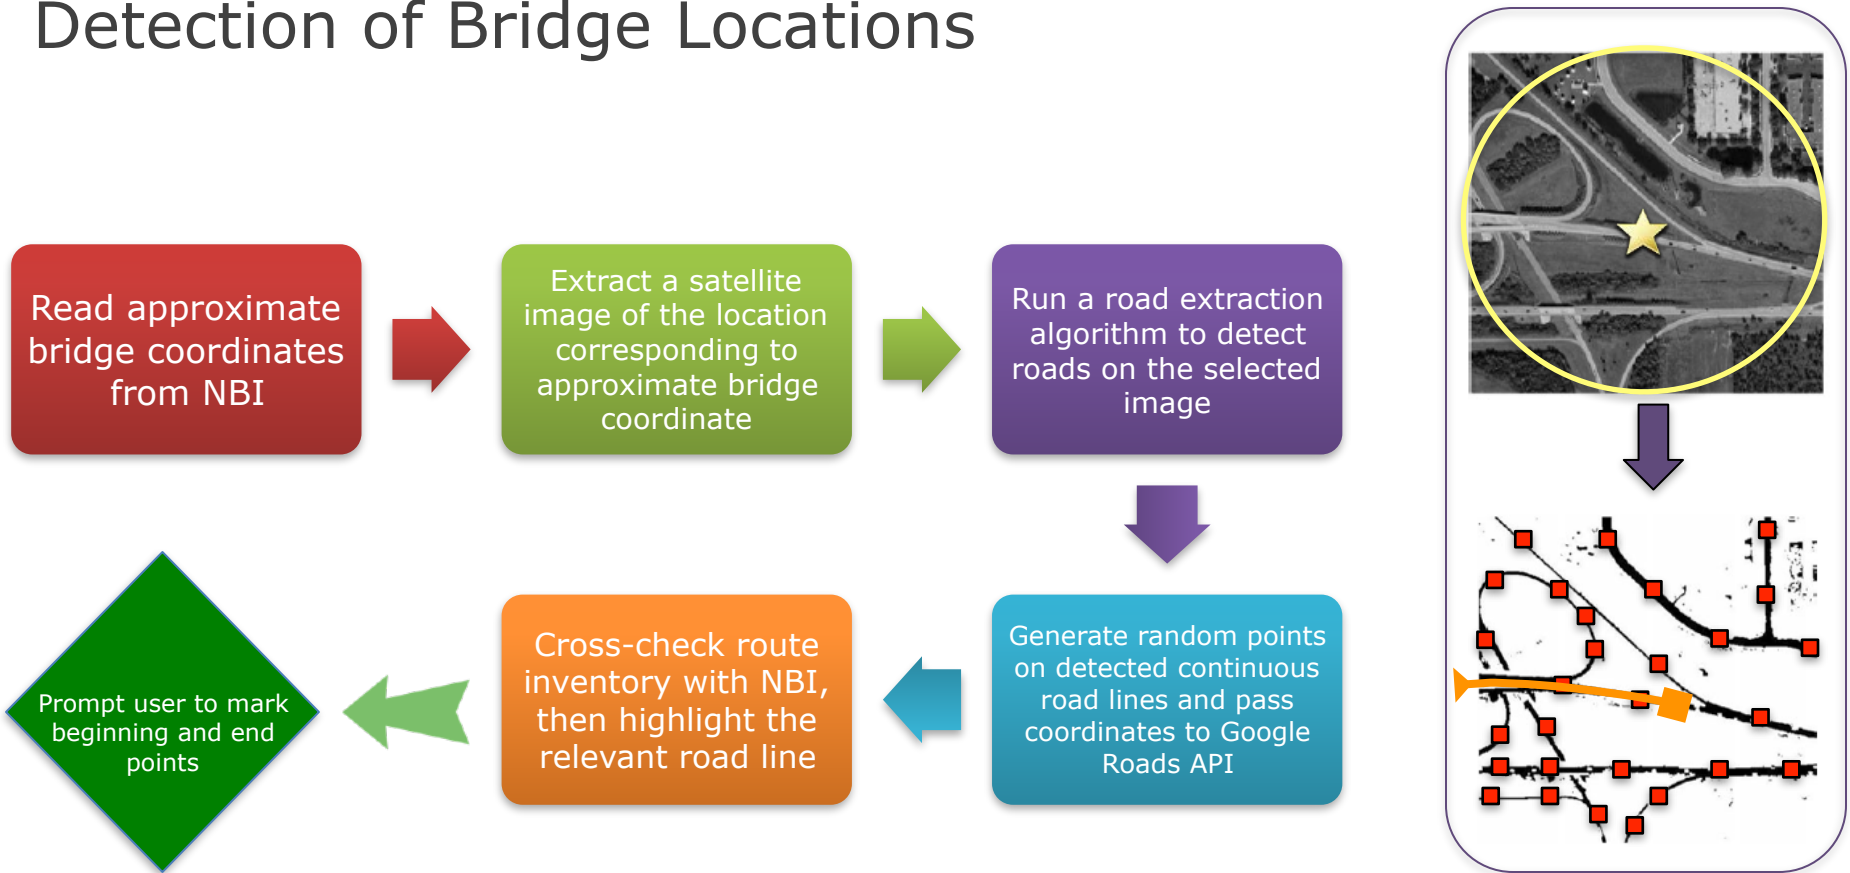 Detection of Bridge Locations
Read approximate
bridge coordinates
from NBI
Extract a satellite
image of the location
corresponding to
approximate bridge
coordinate
Run a road extraction
algorithm to detect
roads on the selected
image
Generate random points
on detected continuous
road lines and pass
coordinates to Google
Roads API
Cross-check route
inventory with NBI,
then highlight the
relevant road line
Prompt user to mark
beginning and end
points